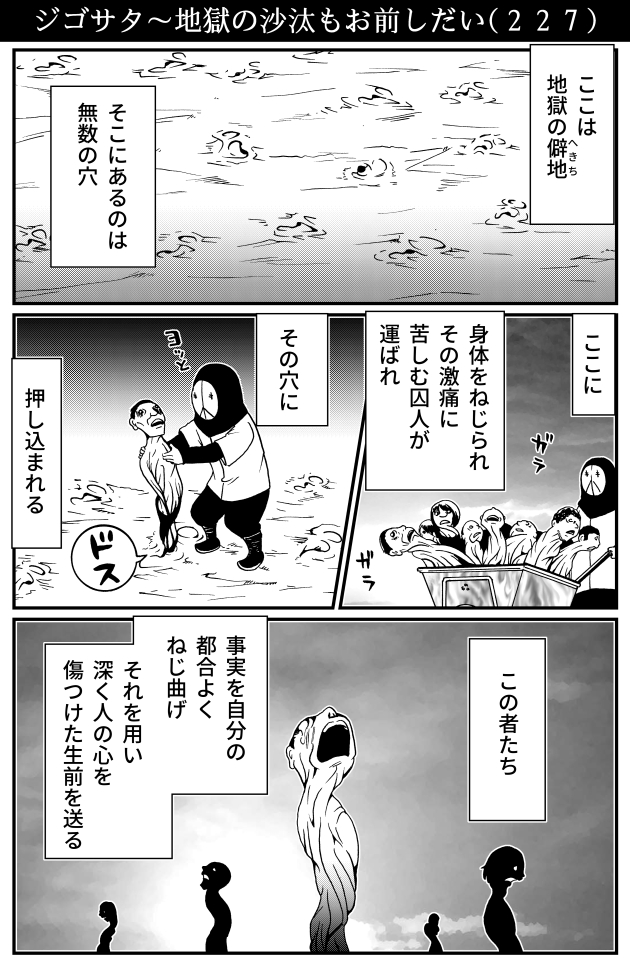 ジゴサタ～地獄の沙汰もお前しだい(２２７)
ここは
地獄の僻地
へきち
そこにあるのは
無数の穴
ここに
身体をねじられ
その激痛に
苦しむ囚人が
運ばれ
ガラ
ガラ
その穴に
ヨッと
ドス
押し込まれる
この者たち
事実を自分の
都合よく
ねじ曲げ
それを用い
深く人の心を
傷つけた生前を送る